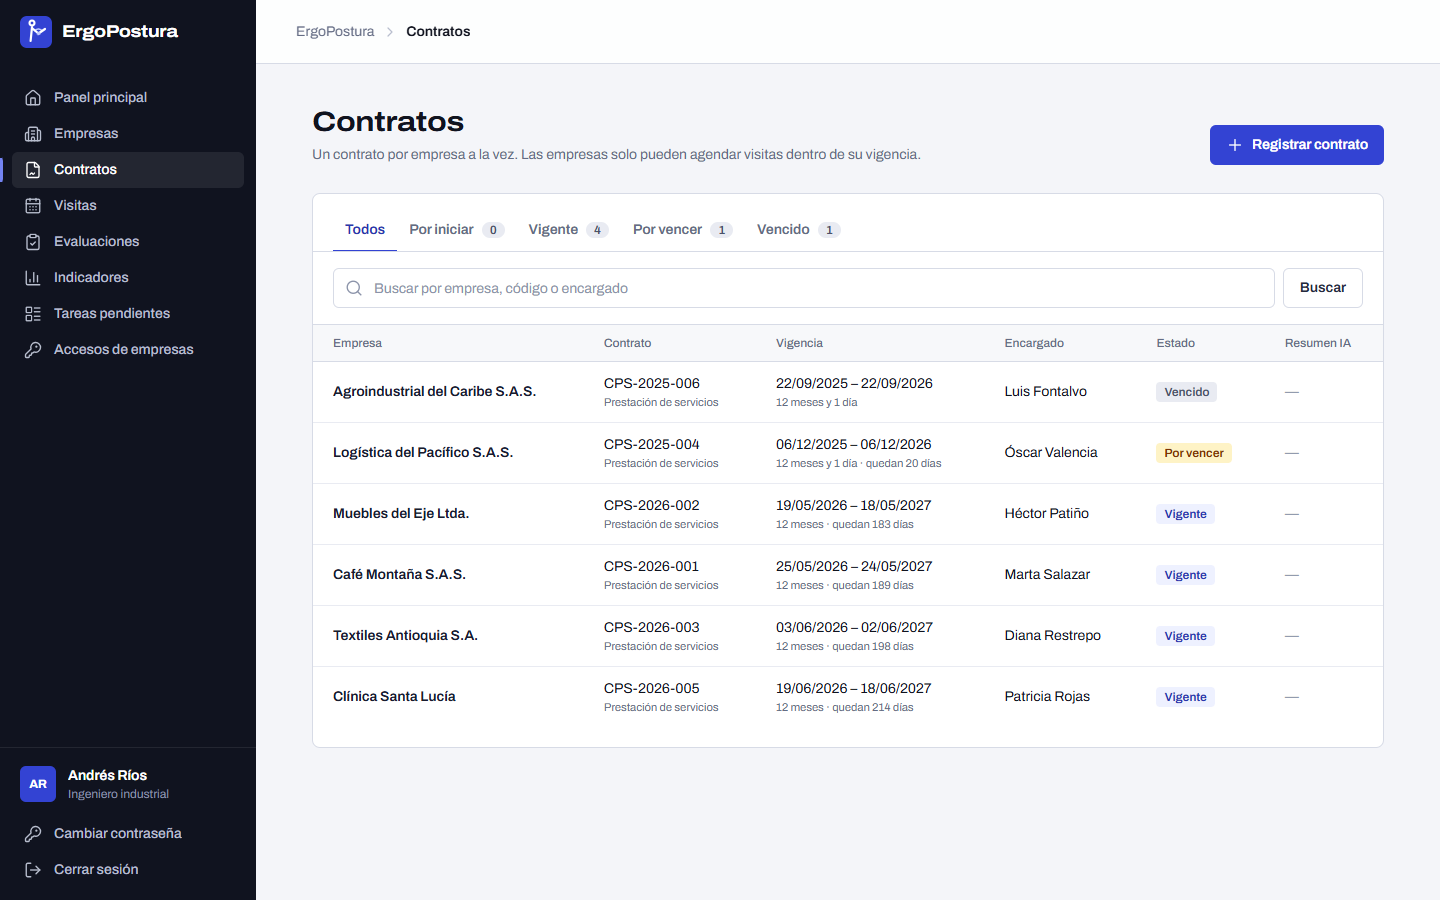 ErgoPostura
ErgoPostura > Contratos
Panel principal
Empresas
Contratos
Visitas
Evaluaciones
Indicadores
Tareas pendientes
Accesos de empresas
Andrés Ríos
AR
Ingeniero industrial
Cambiar contraseña
Cerrar sesión
Contratos
Un contrato por empresa a la vez. Las empresas solo pueden agendar visitas dentro de su vigencia.
Registrar contrato
Todos Por iniciar 0 Vigente 4 Por vencer 1 Vencido 1
Buscar por empresa, código o encargado
Buscar
Empresa Contrato Vigencia Encargado Estado Resumen IA
Agroindustrial del Caribe S.A.S. CPS-2025-006 22/09/2025 – 22/09/2026 Luis Fontalvo Vencido —
Prestación de servicios 12 meses y 1 día
Logística del Pacífico S.A.S. CPS-2025-004 06/12/2025 – 06/12/2026 Óscar Valencia Por vencer —
Prestación de servicios 12 meses y 1 día · quedan 20 días
Muebles del Eje Ltda. CPS-2026-002 19/05/2026 – 18/05/2027 Héctor Patiño Vigente —
Prestación de servicios 12 meses · quedan 183 días
Café Montaña S.A.S. CPS-2026-001 25/05/2026 – 24/05/2027 Marta Salazar Vigente —
Prestación de servicios 12 meses · quedan 189 días
Textiles Antioquia S.A. CPS-2026-003 03/06/2026 – 02/06/2027 Diana Restrepo Vigente —
Prestación de servicios 12 meses · quedan 198 días
Clínica Santa Lucía CPS-2026-005 19/06/2026 – 18/06/2027 Patricia Rojas Vigente —
Prestación de servicios 12 meses · quedan 214 días